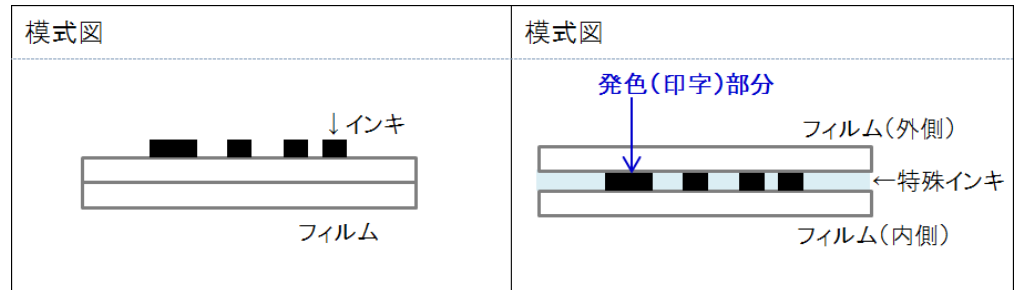 模式図
↓インキ
フィルム
模式図
発色(印字)部分
フィルム(外側)
←特殊インキ
フィルム(内側)